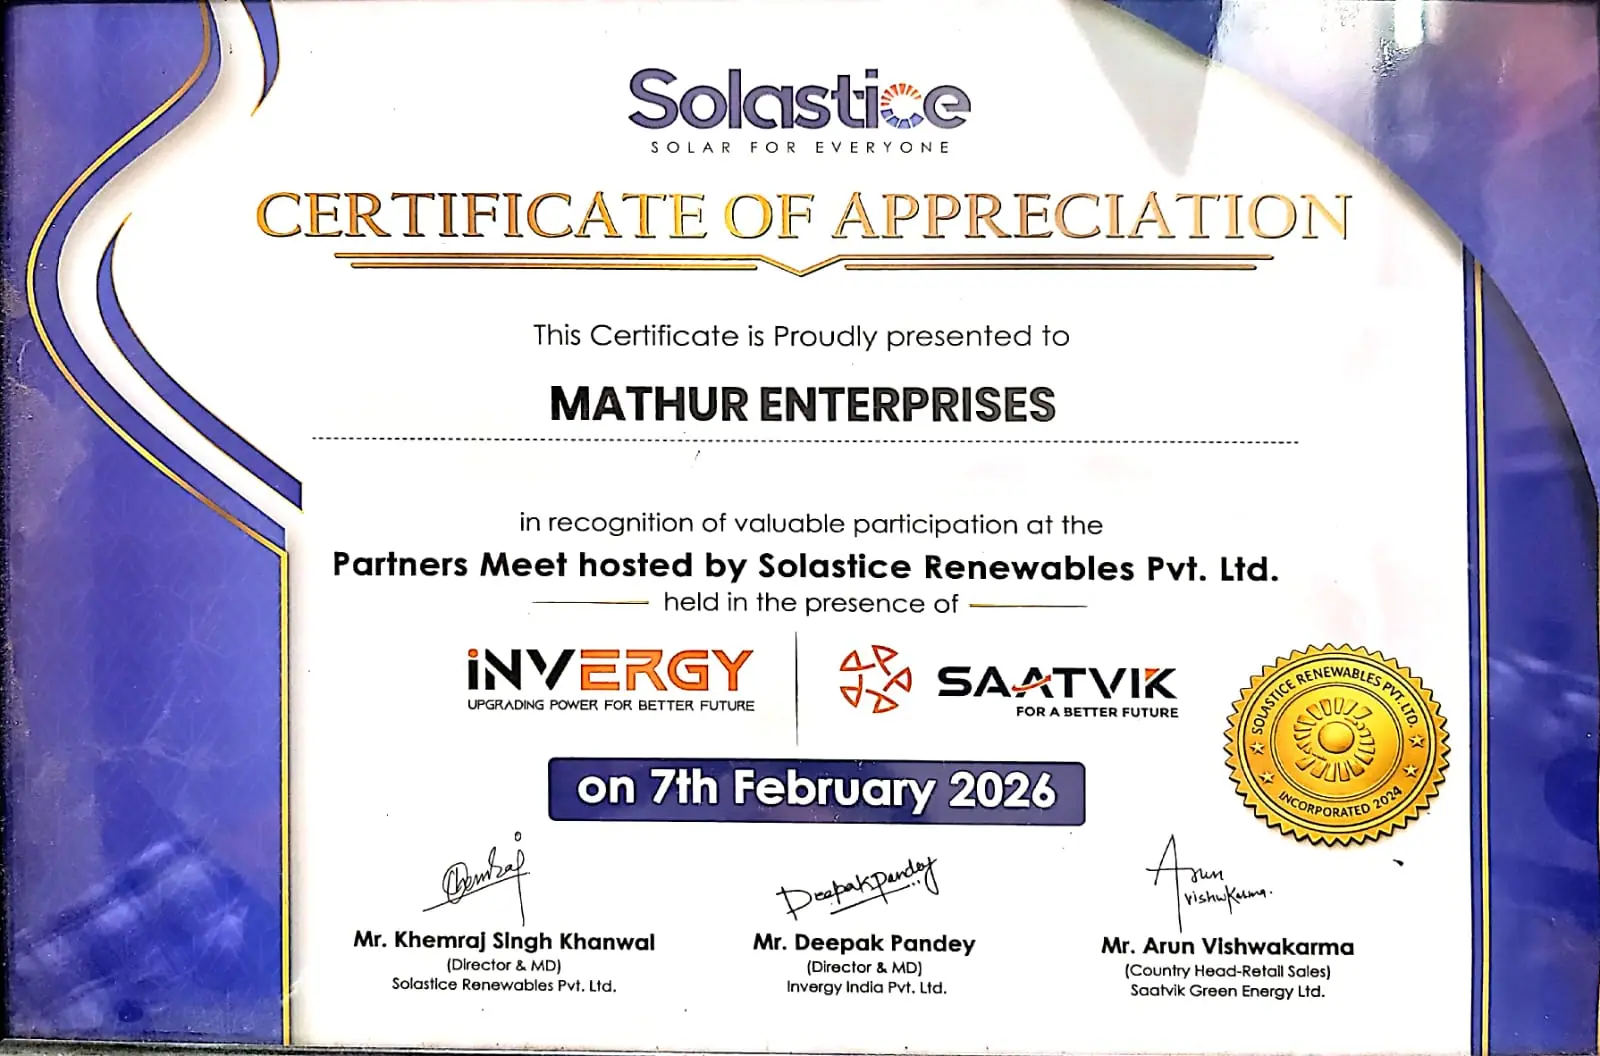 Solastice
SOLAR FOR EVERYONE
CERTIFICATE OF APPRECIATION
This Certificate is Proudly presented to
MATHUR ENTERPRISES
in recognition of valuable participation at the
Partners Meet hosted by Solastice Renewables Pvt. Ltd.
held in the presence of
iNVERGY
UPGRADING POWER FOR BETTER FUTURE
SAATVIK
FOR A BETTER FUTURE
SOLASTICE RENEWABLES PVT. LTD.
INCORPORATED 2024
on 7th February 2026
Khemraj
Deepak Pandey
Arun
Vishwkarma.
Mr. Khemraj Singh Khanwal
(Director & MD)
Solastice Renewables Pvt. Ltd.
Mr. Deepak Pandey
(Director & MD)
Invergy India Pvt. Ltd.
Mr. Arun Vishwakarma
(Country Head-Retail Sales)
Saatvik Green Energy Ltd.